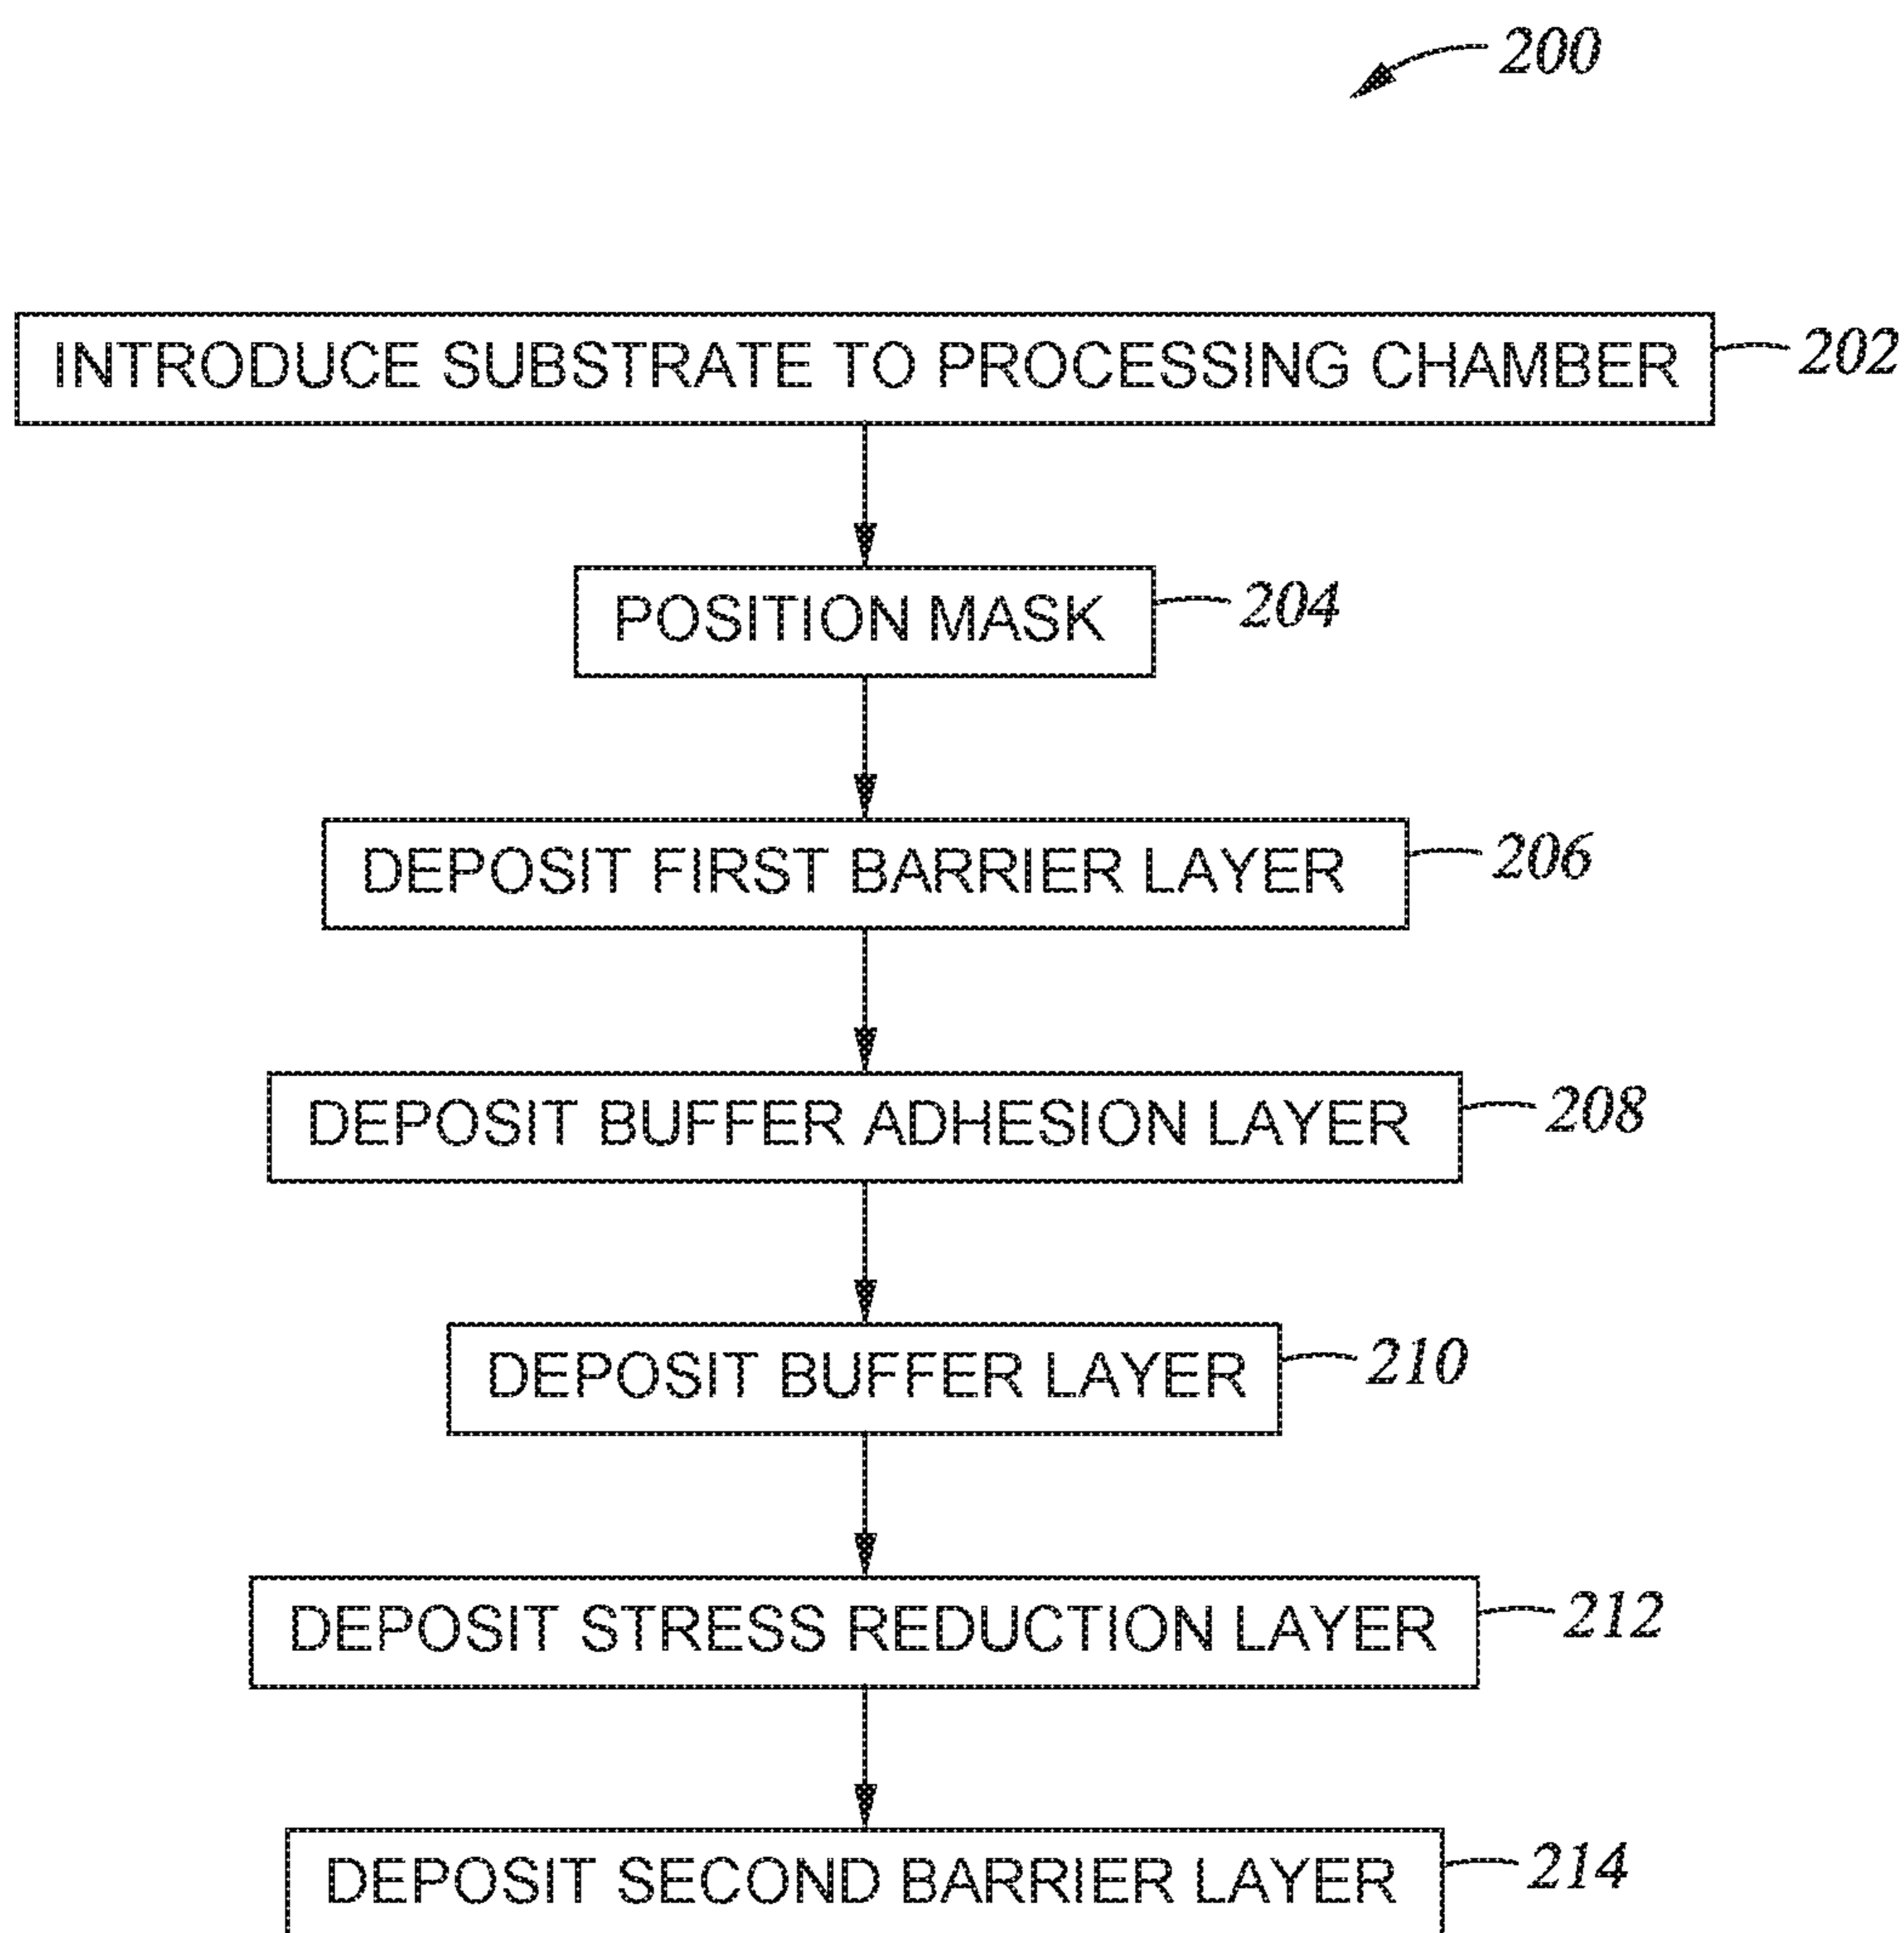 200
INTRODUCE SUBSTRATE TO PROCESSING CHAMBER 202
POSITION MASK 204
DEPOSIT FIRST BARRIER LAYER 206
DEPOSIT BUFFER ADHESION LAYER 208
DEPOSIT BUFFER LAYER 210
DEPOSIT STRESS REDUCTION LAYER 212
DEPOSIT SECOND BARRIER LAYER 214